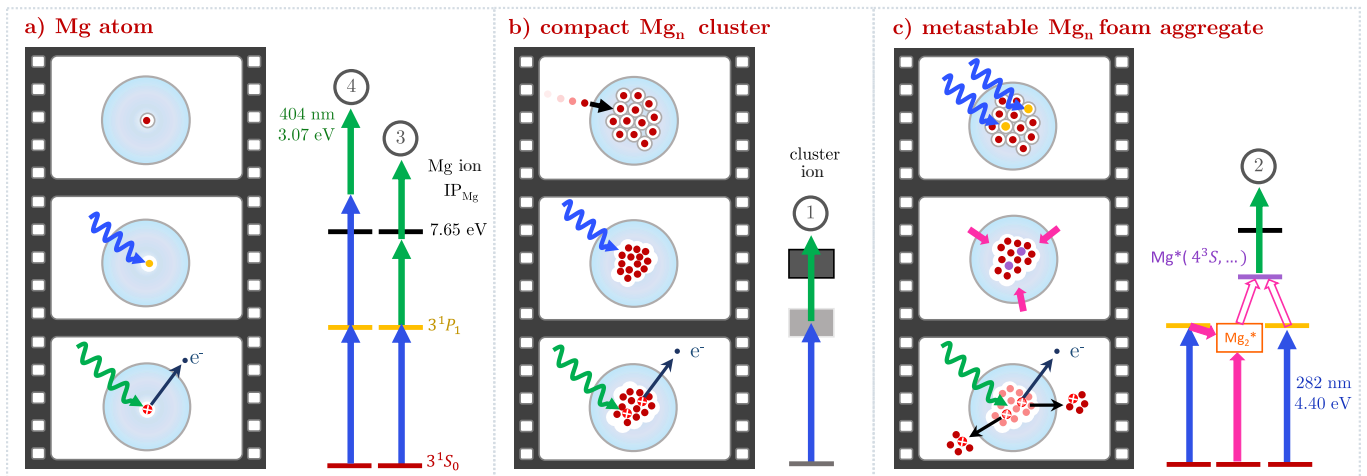 a) Mg atom
4
404 nm
3.07 eV
3
Mg ion
IP_Mg
7.65 eV
3¹P₁
e⁻
3¹S₀
b) compact Mgₙ cluster
cluster
ion
1
e⁻
c) metastable Mgₙ foam aggregate
2
Mg*( 4³S, ...)
Mg₂*
282 nm
4.40 eV
e⁻